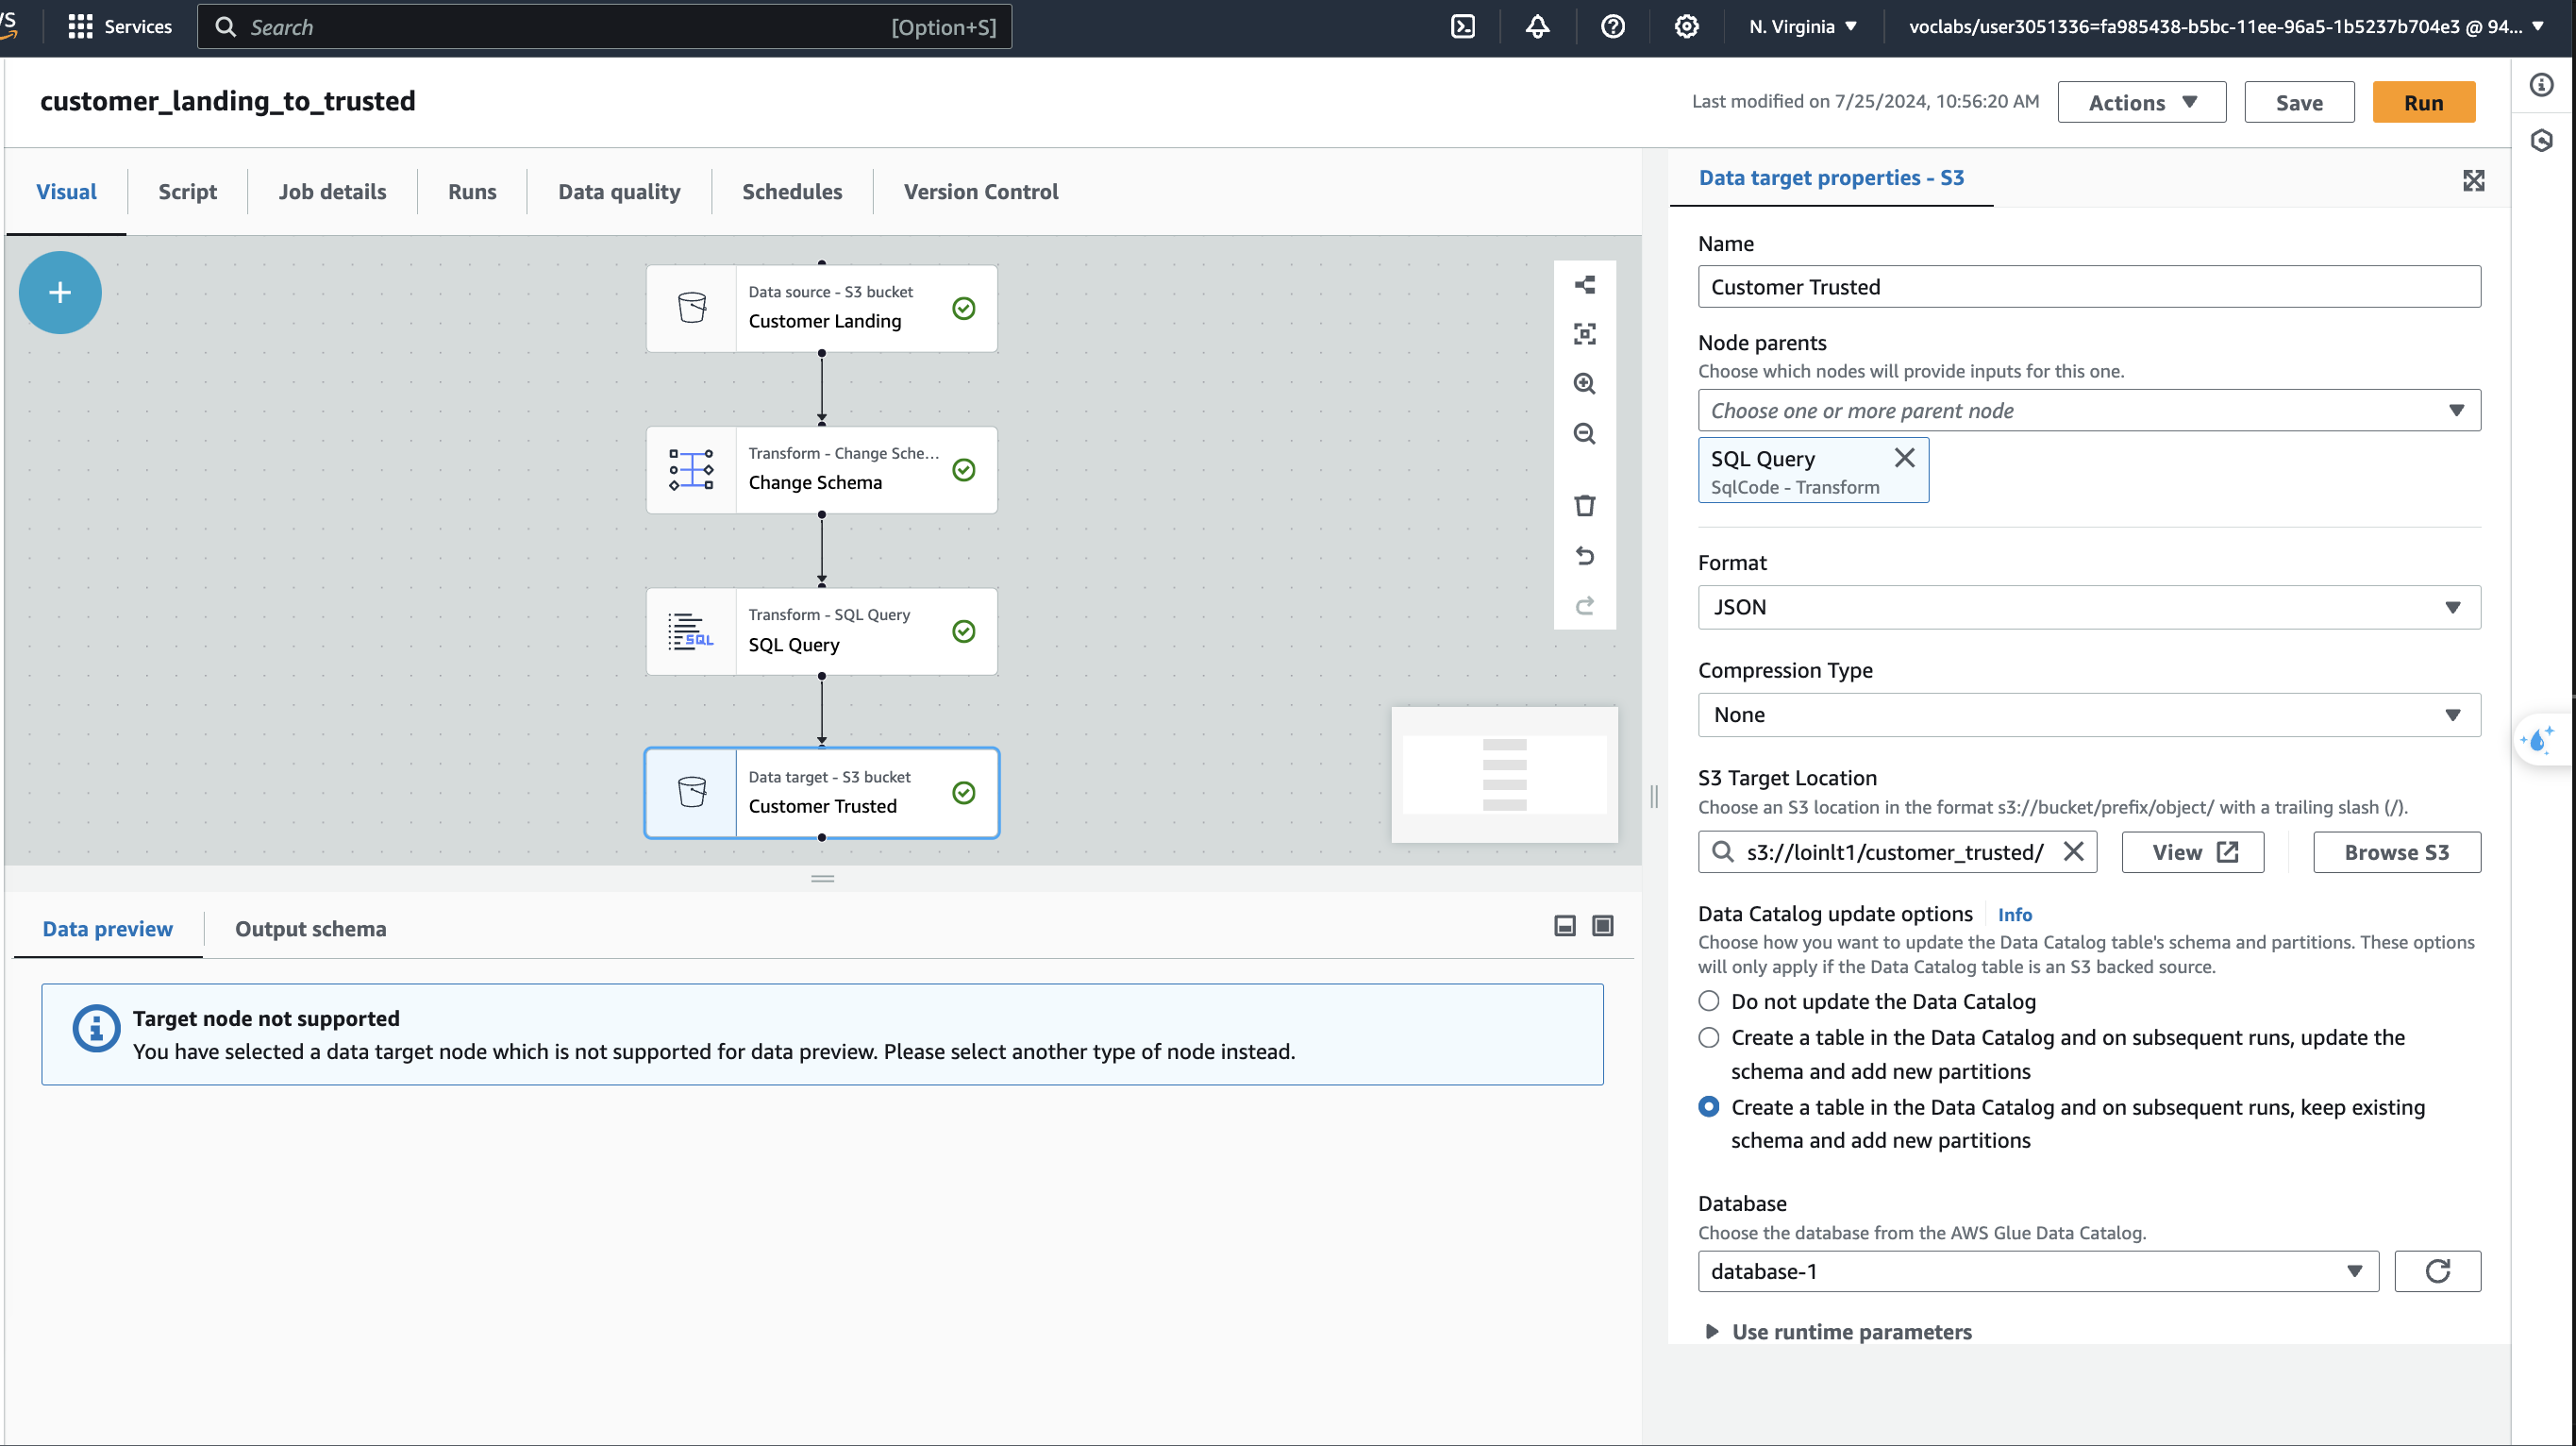 Services
Search
[Option+S]
N. Virginia
voclabs/user3051336=fa985438-b5bc-11ee-96a5-1b5237b704e3 @ 94...
customer_landing_to_trusted
Last modified on 7/25/2024, 10:56:20 AM
Actions
Save
Run
Visual
Script
Job details
Runs
Data quality
Schedules
Version Control
Data source - S3 bucket
Customer Landing
Transform - Change Sche...
Change Schema
Transform - SQL Query
SQL
SQL Query
Data target - S3 bucket
Customer Trusted
Data preview
Output schema
Target node not supported
You have selected a data target node which is not supported for data preview. Please select another type of node instead.
Data target properties - S3
Name
Customer Trusted
Node parents
Choose which nodes will provide inputs for this one.
Choose one or more parent node
SQL Query
SqlCode - Transform
Format
JSON
Compression Type
None
S3 Target Location
Choose an S3 location in the format s3://bucket/prefix/object/ with a trailing slash (/).
s3://loinlt1/customer_trusted/
View
Browse S3
Data Catalog update options
Info
Choose how you want to update the Data Catalog table's schema and partitions. These options
will only apply if the Data Catalog table is an S3 backed source.
Do not update the Data Catalog
Create a table in the Data Catalog and on subsequent runs, update the
schema and add new partitions
Create a table in the Data Catalog and on subsequent runs, keep existing
schema and add new partitions
Database
Choose the database from the AWS Glue Data Catalog.
database-1
Use runtime parameters